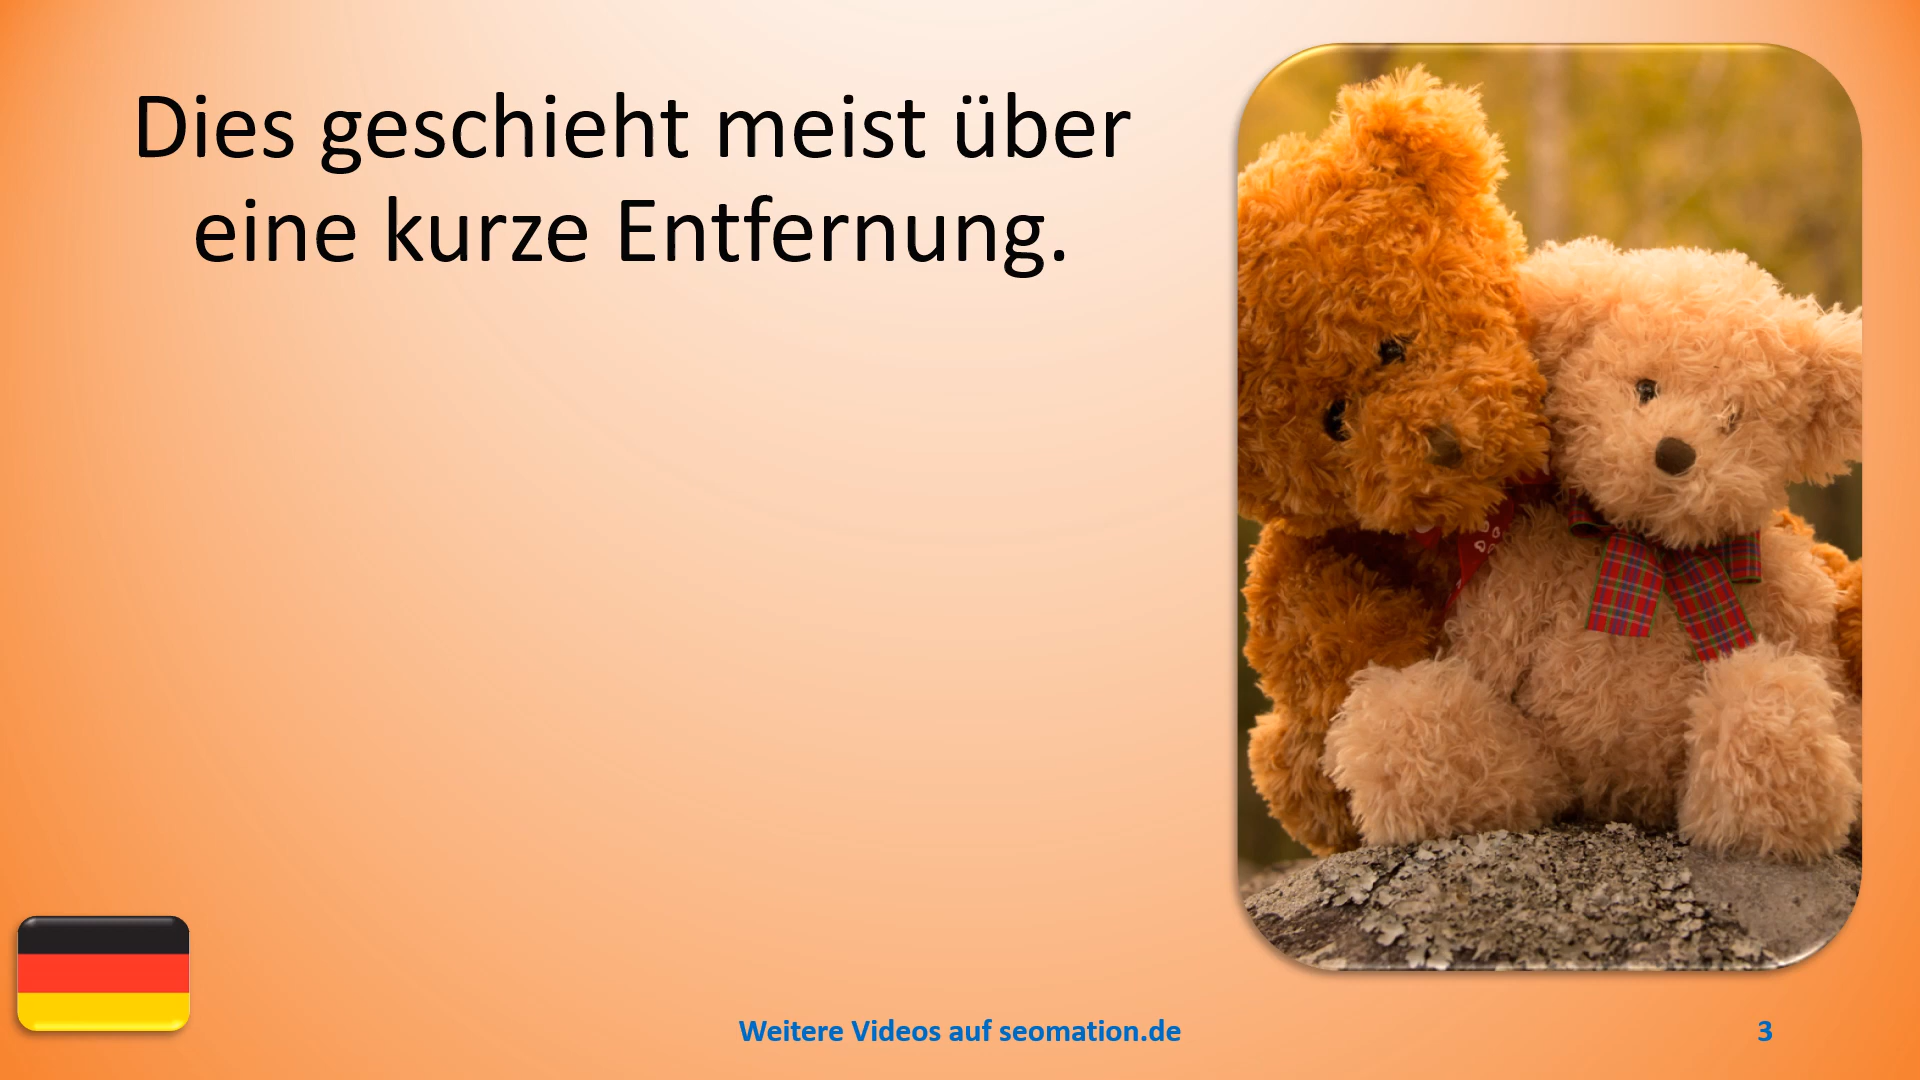 Dies geschieht meist über
eine kurze Entfernung.
Weitere Videos auf seomation.de
3